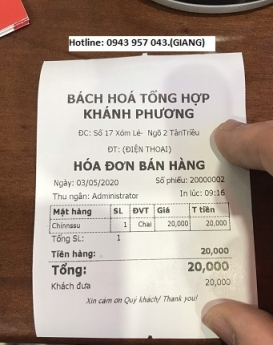 Hotline: 0943 957 043.(GIANG)
BÁCH HOÁ TỔNG HỢP
KHÁNH PHƯƠNG
ĐC: Số 17 Xóm Lẻ- Ngõ 2 TânTriều
ĐT: (ĐIỆN THOẠI)
HÓA ĐƠN BÁN HÀNG
Ngày: 03/05/2020 Số phiếu: 20000002
Thu ngân: Administrator In lúc: 09:16
Mặt hàng SL ĐVT Giá T tiền
Chinnsu 1 Chai 20,000 20,000
Tổng SL: 1
Tiền hàng: 20,000
Tổng: 20,000
Khách đưa 20,000
Xin cảm ơn Quý khách/ Thank you!